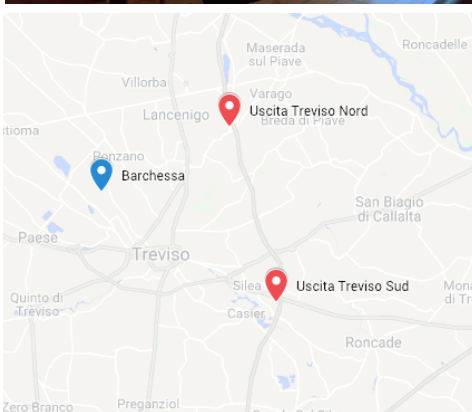 Maserada
sul Piave
Roncadelle
Villorba
Varago
Lancenigo
Uscita Treviso Nord
Breda di Piave
Ponzano
Barchessa
San Biagio
di Callalta
Paese
Treviso
Silea
Uscita Treviso Sud
Quinto di
Treviso
Casier
Roncade
Zero Branco
Preganziol